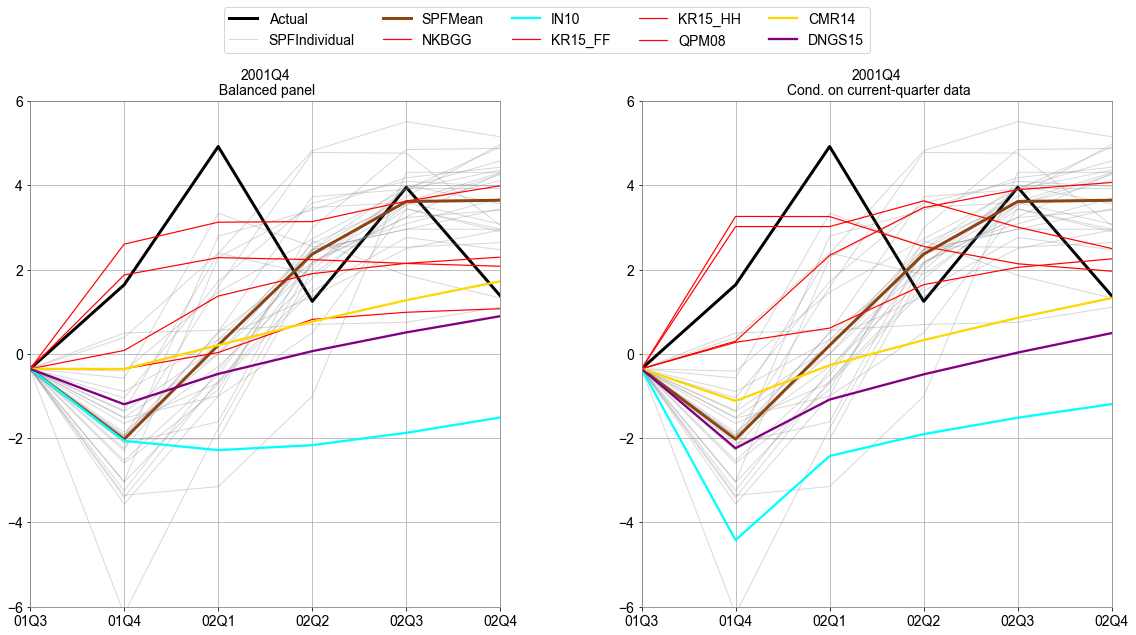 Actual SPFMean IN10 KR15_HH CMR14
SPFIndividual NKBGG KR15_FF QPM08 DNGS15
2001Q4
Balanced panel
6
4
2
0
−2
−4
−6
01Q3 01Q4 02Q1 02Q2 02Q3 02Q4
2001Q4
Cond. on current-quarter data
6
4
2
0
−2
−4
−6
01Q3 01Q4 02Q1 02Q2 02Q3 02Q4